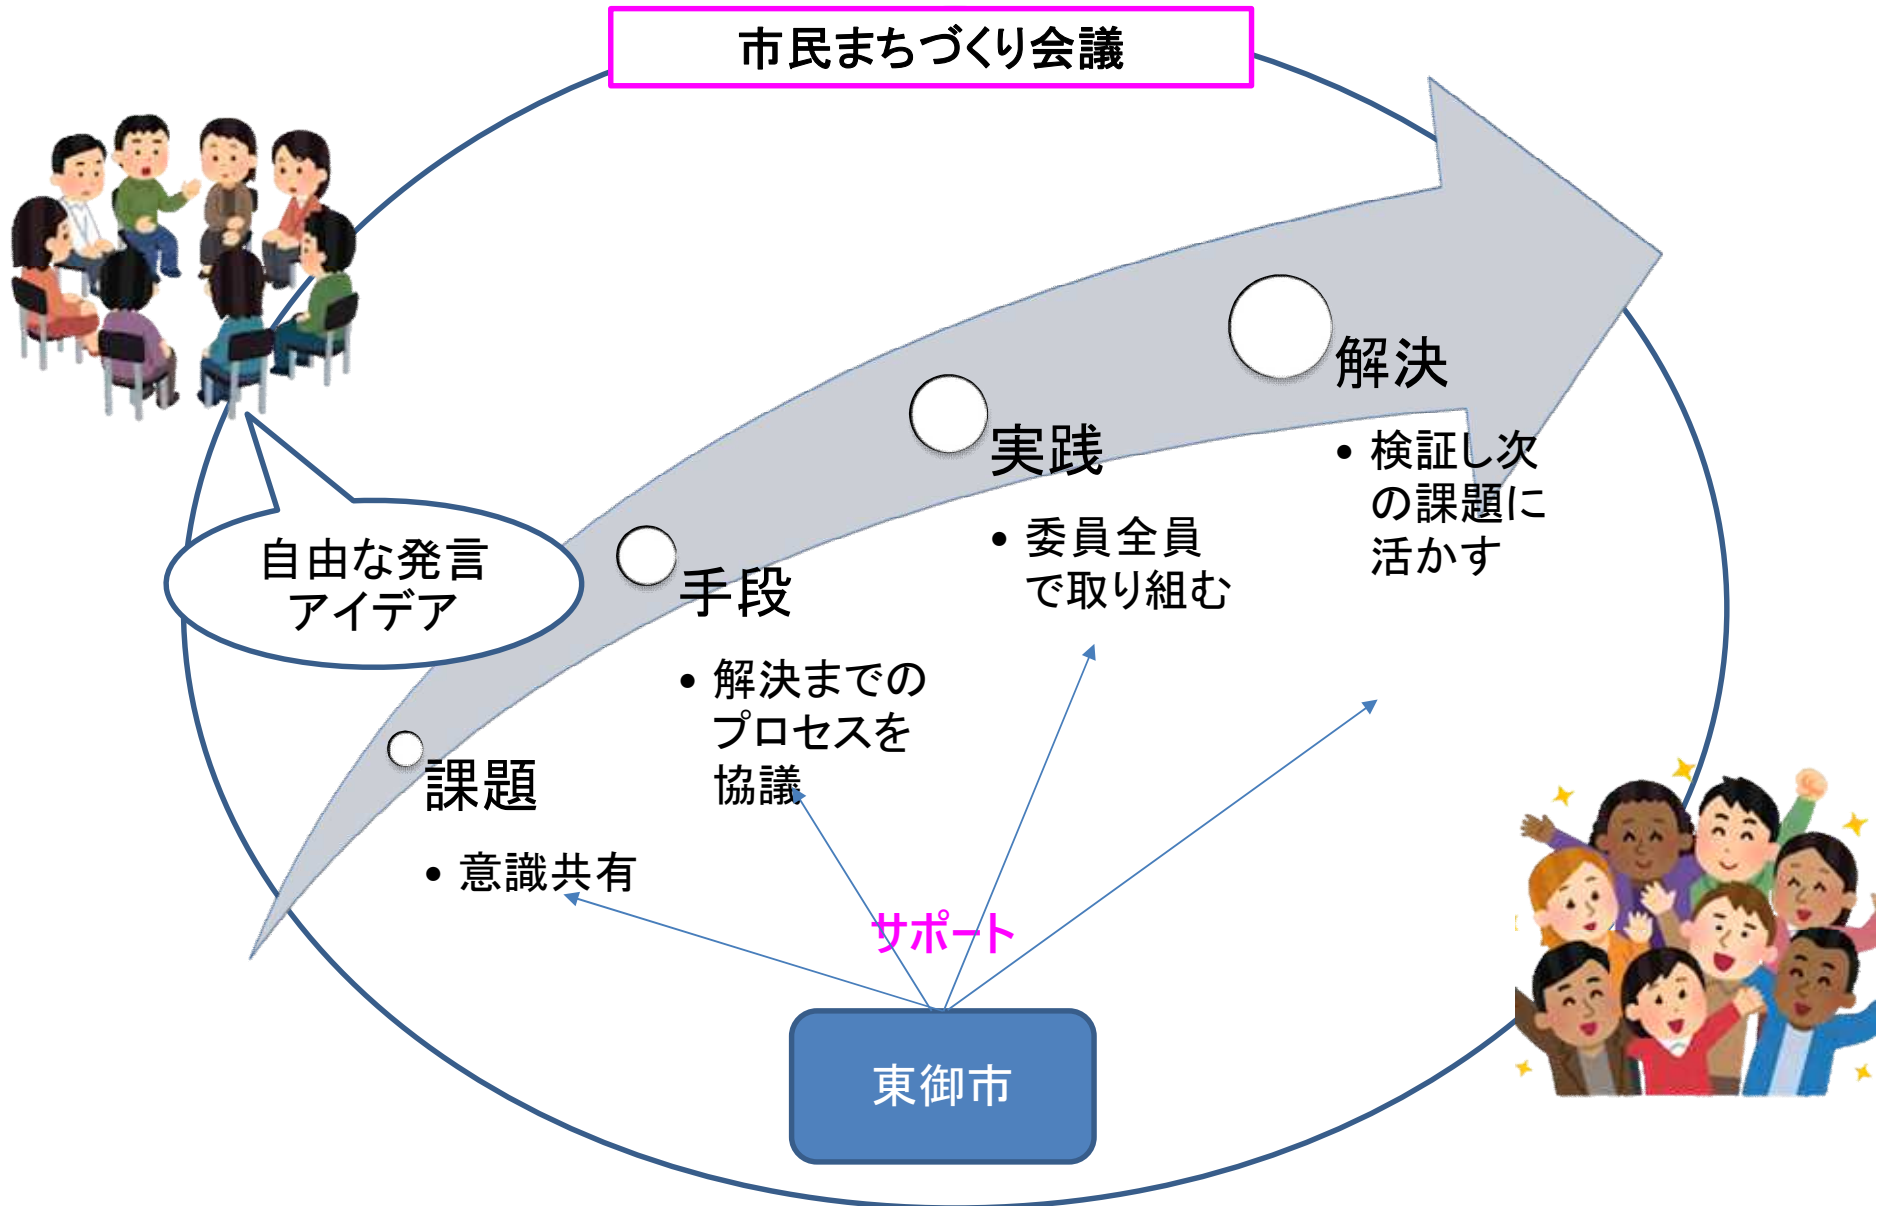 市民まちづくり会議
自由な発言
アイデア
課題
• 意識共有
手段
• 解決までの
プロセスを
協議
実践
• 委員全員
で取り組む
解決
• 検証し次
の課題に
活かす
サポート
東御市